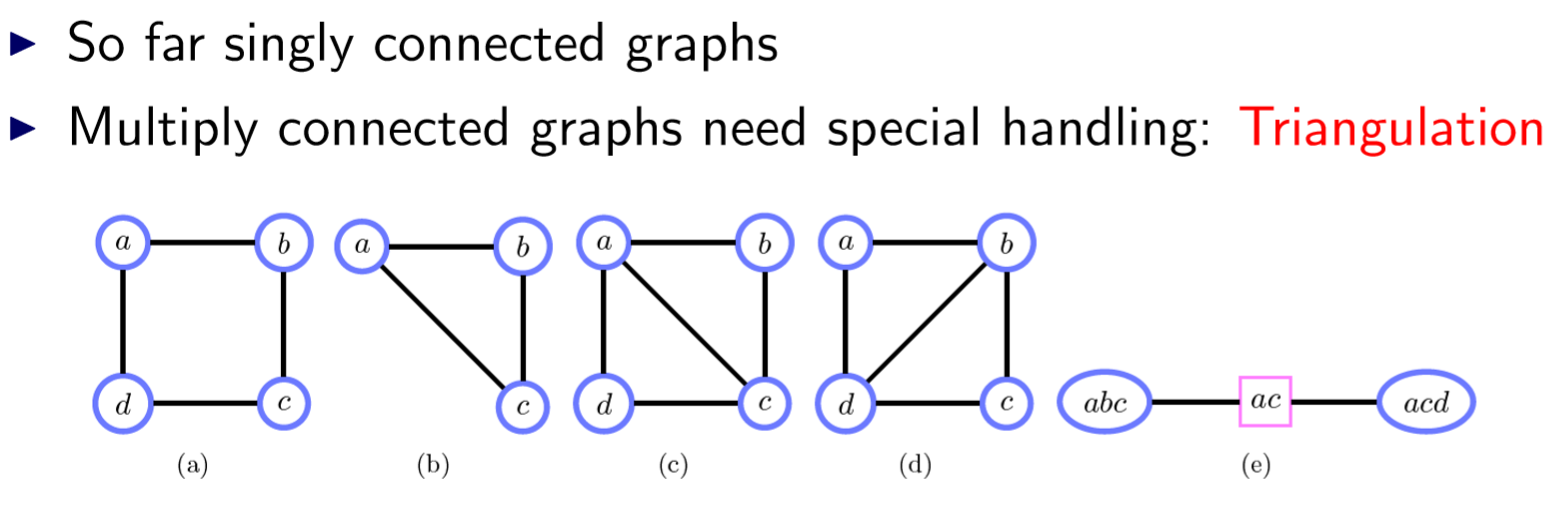 ▶ So far singly connected graphs
▶ Multiply connected graphs need special handling: Triangulation
a b a b a b a b
d c c d c d c abc ac acd
(a) (b) (c) (d) (e)